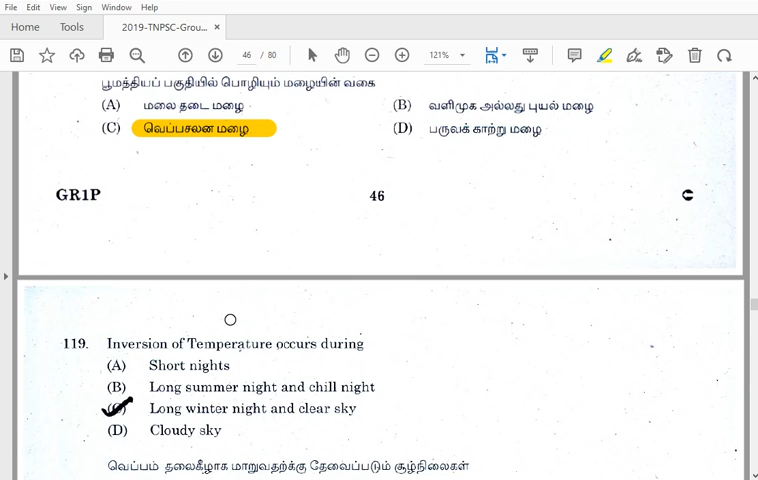 File Edit View Sign Window Help
Home Tools 2019-TNPSC-Grou... ×
46 / 80 121%
பூமத்தியப் பகுதியில் பொழியும் மழையின் வகை
(A) மலை தடை மழை (B) வளிமுக அல்லது புயல் மழை
(C) வெப்பசலன மழை (D) பருவக் காற்று மழை
GR1P 46
119. Inversion of Temperature occurs during
(A) Short nights
(B) Long summer night and chill night
(C) Long winter night and clear sky
(D) Cloudy sky
வெப்பம் தலைகீழாக மாறுவதற்க்கு தேவைப்படும் சூழ்நிலைகள்